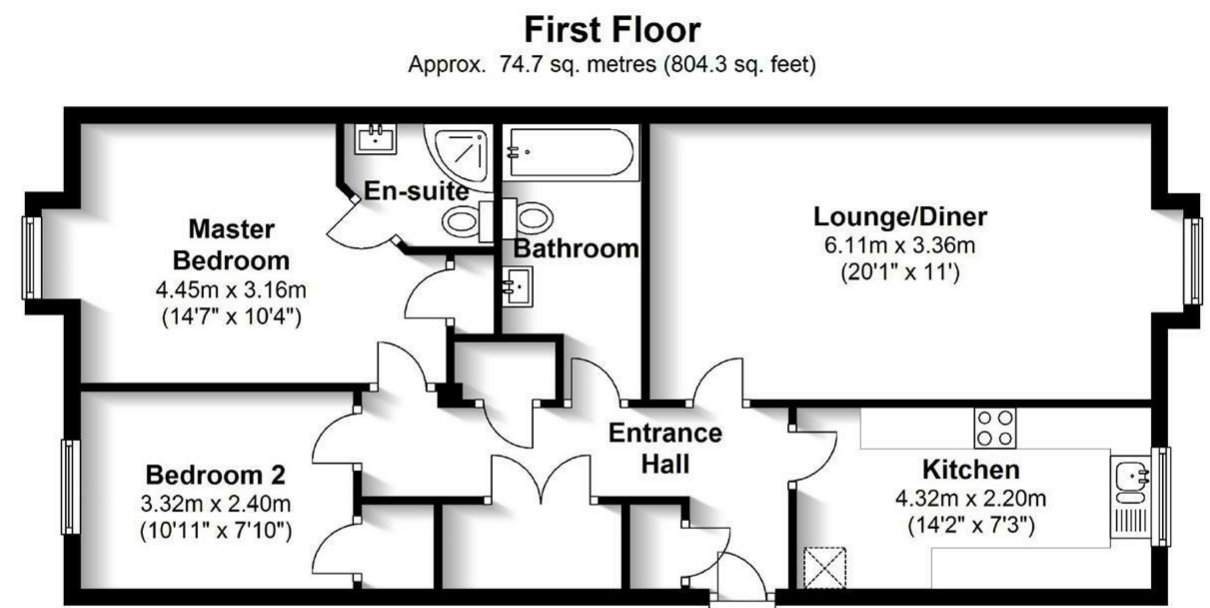 First Floor
Approx. 74.7 sq. metres (804.3 sq. feet)
En-suite
Master
Bedroom
4.45m x 3.16m
(14'7" x 10'4")
Bathroom
Lounge/Diner
6.11m x 3.36m
(20'1" x 11')
Bedroom 2
3.32m x 2.40m
(10'11" x 7'10")
Entrance
Hall
Kitchen
4.32m x 2.20m
(14'2" x 7'3")